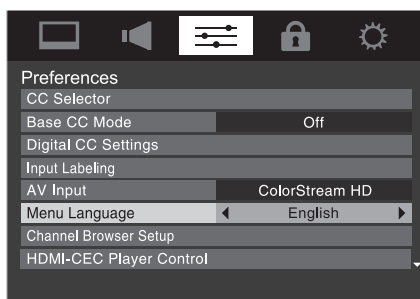 Preferences
CC Selector
Base CC Mode Off
Digital CC Settings
Input Labeling
AV Input ColorStream HD
Menu Language English
Channel Browser Setup
HDMI-CEC Player Control